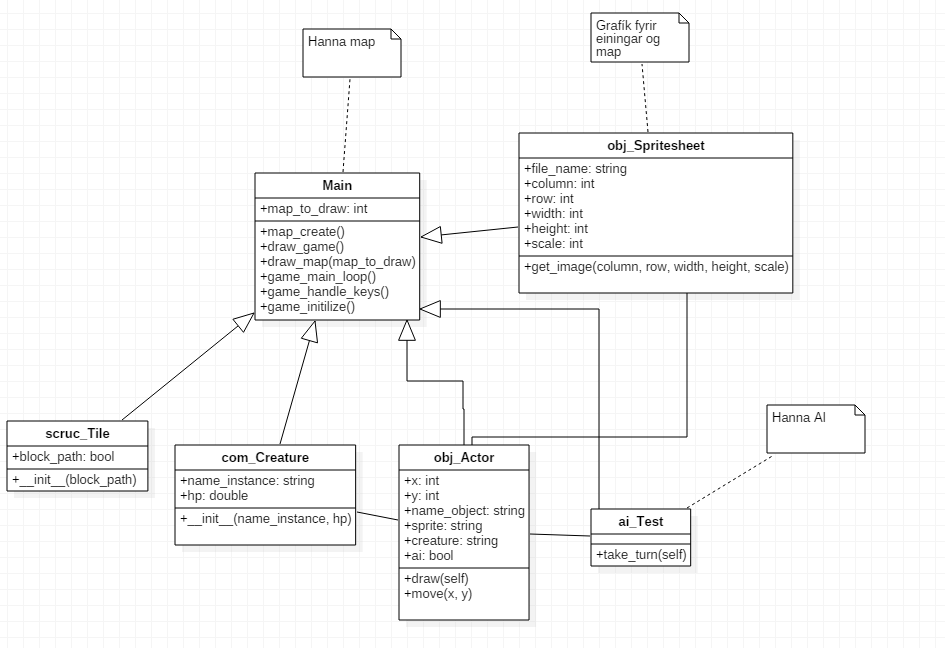 Hanna map
Grafík fyrir
einingar og
map
obj_Spritesheet
+file_name: string
+column: int
+row: int
+width: int
+height: int
+scale: int
+get_image(column, row, width, height, scale)
Main
+map_to_draw: int
+map_create()
+draw_game()
+draw_map(map_to_draw)
+game_main_loop()
+game_handle_keys()
+game_initilize()
scruc_Tile
+block_path: bool
+__init__(block_path)
com_Creature
+name_instance: string
+hp: double
+__init__(name_instance, hp)
obj_Actor
+x: int
+y: int
+name_object: string
+sprite: string
+creature: string
+ai: bool
+draw(self)
+move(x, y)
Hanna AI
ai_Test
+take_turn(self)